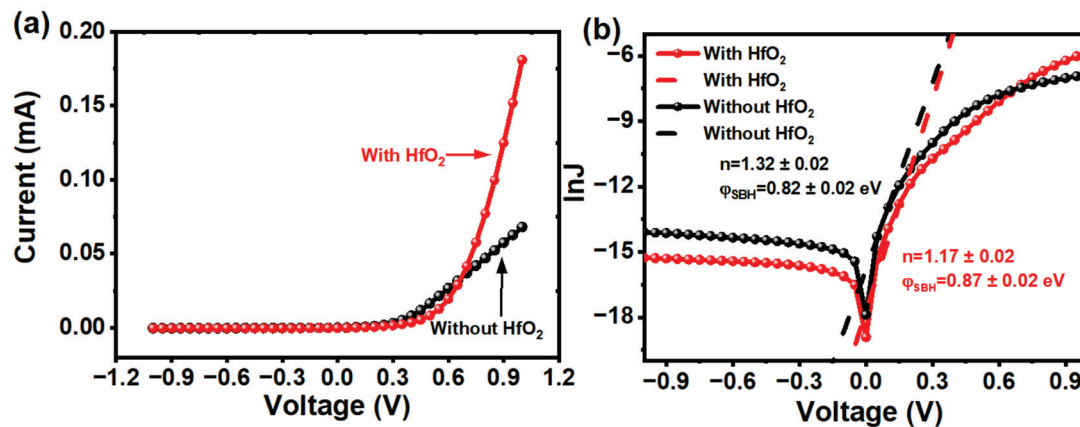 (a)
Current (mA)
0.20
0.15
0.10
0.05
0.00
With HfO₂
Without HfO₂
−1.2 −0.9 −0.6 −0.3 0.0 0.3 0.6 0.9 1.2
Voltage (V)
(b)
lnJ
−6
−9
−12
−15
−18
With HfO₂
With HfO₂
Without HfO₂
Without HfO₂
n=1.32 ± 0.02
φSBH=0.82 ± 0.02 eV
n=1.17 ± 0.02
φSBH=0.87 ± 0.02 eV
−0.9 −0.6 −0.3 0.0 0.3 0.6 0.9
Voltage (V)